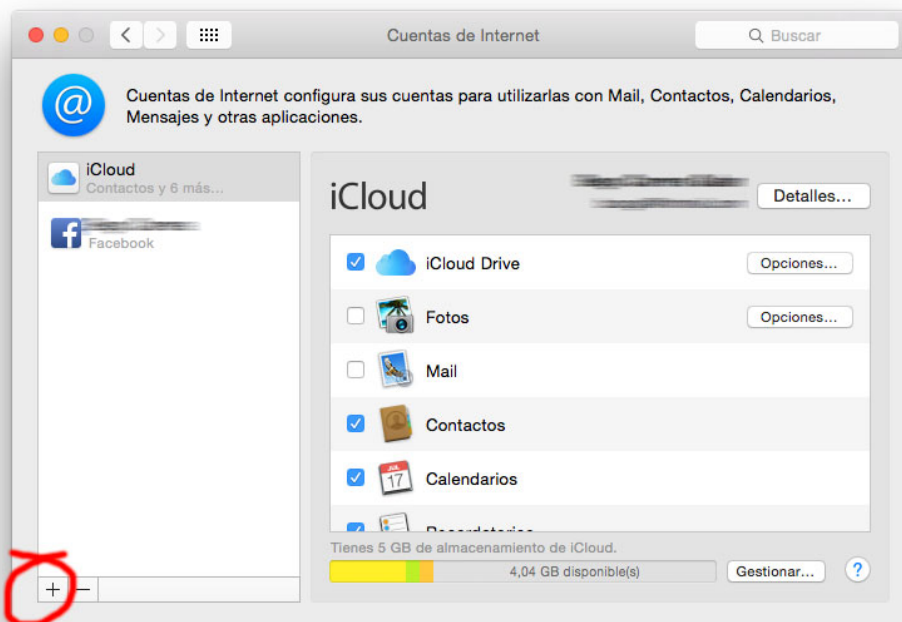 Cuentas de Internet
Buscar
Cuentas de Internet configura sus cuentas para utilizarlas con Mail, Contactos, Calendarios,
Mensajes y otras aplicaciones.
iCloud
Contactos y 6 más...
Facebook
iCloud
Detalles...
iCloud Drive
Opciones...
Fotos
Opciones...
Mail
Contactos
JUL
17
Calendarios
Recordatorios
Tienes 5 GB de almacenamiento de iCloud.
4,04 GB disponible(s)
Gestionar...
?
+ −